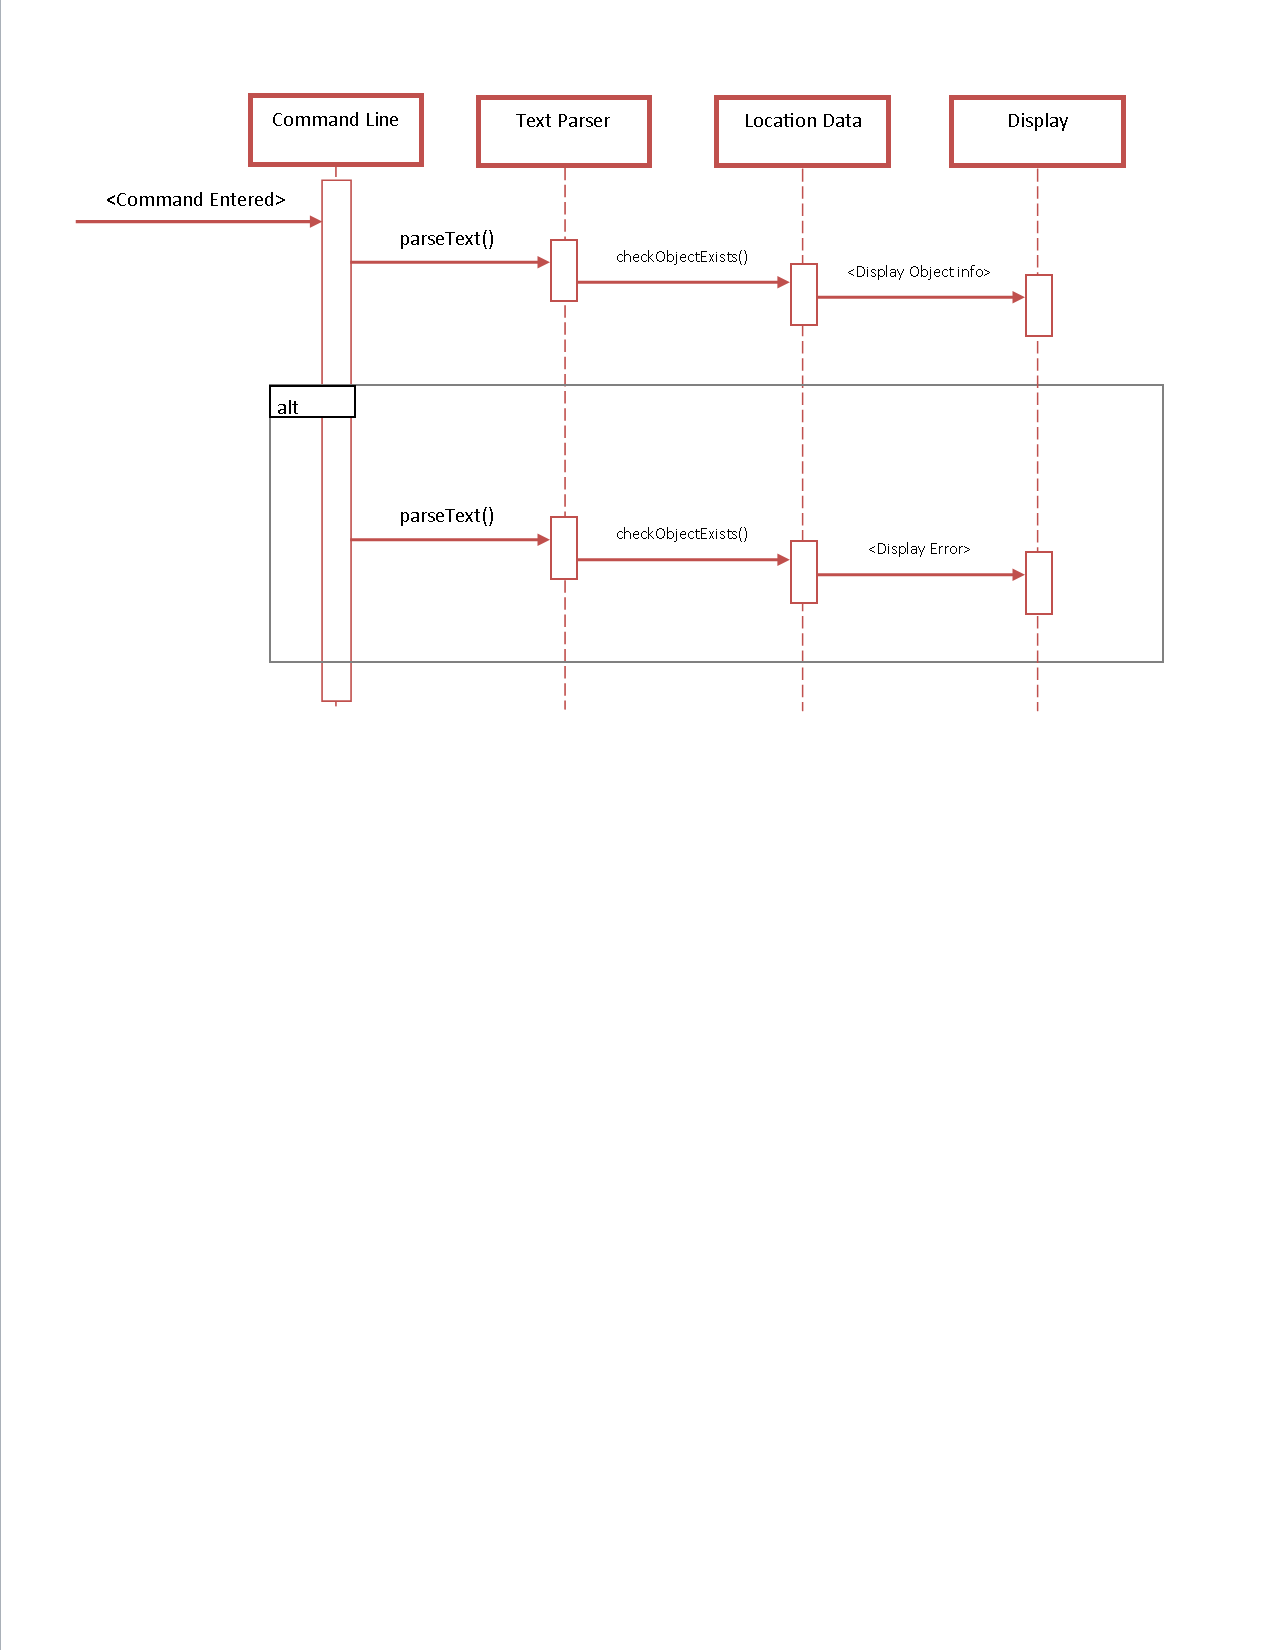 Command Line
Text Parser
Location Data
Display
<Command Entered>
parseText()
checkObjectExists()
<Display Object info>
alt
parseText()
checkObjectExists()
<Display Error>